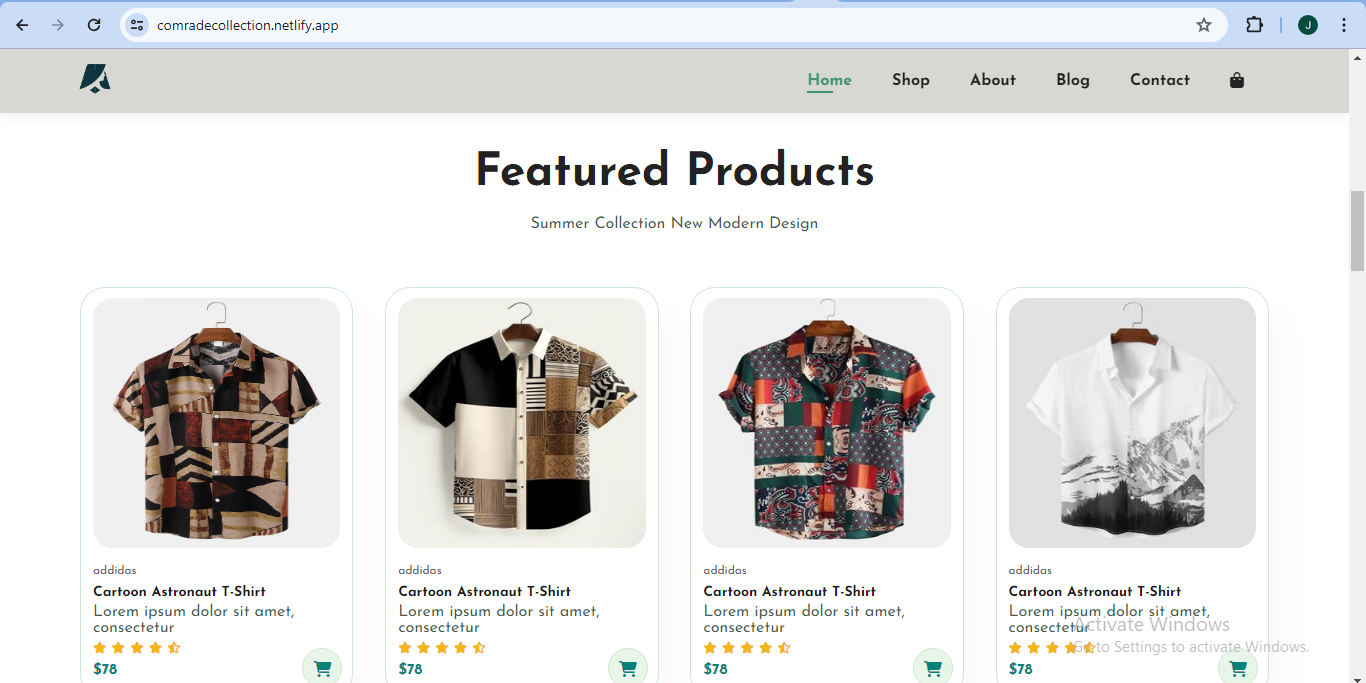 comradecollection.netlify.app
J
Home Shop About Blog Contact
Featured Products
Summer Collection New Modern Design
addidas
Cartoon Astronaut T-Shirt
Lorem ipsum dolor sit amet,
consectetur
$78
addidas
Cartoon Astronaut T-Shirt
Lorem ipsum dolor sit amet,
consectetur
$78
addidas
Cartoon Astronaut T-Shirt
Lorem ipsum dolor sit amet,
consectetur
$78
addidas
Cartoon Astronaut T-Shirt
Lorem ipsum dolor sit amet,
consectetur
$78
Activate Windows
Go to Settings to activate Windows.